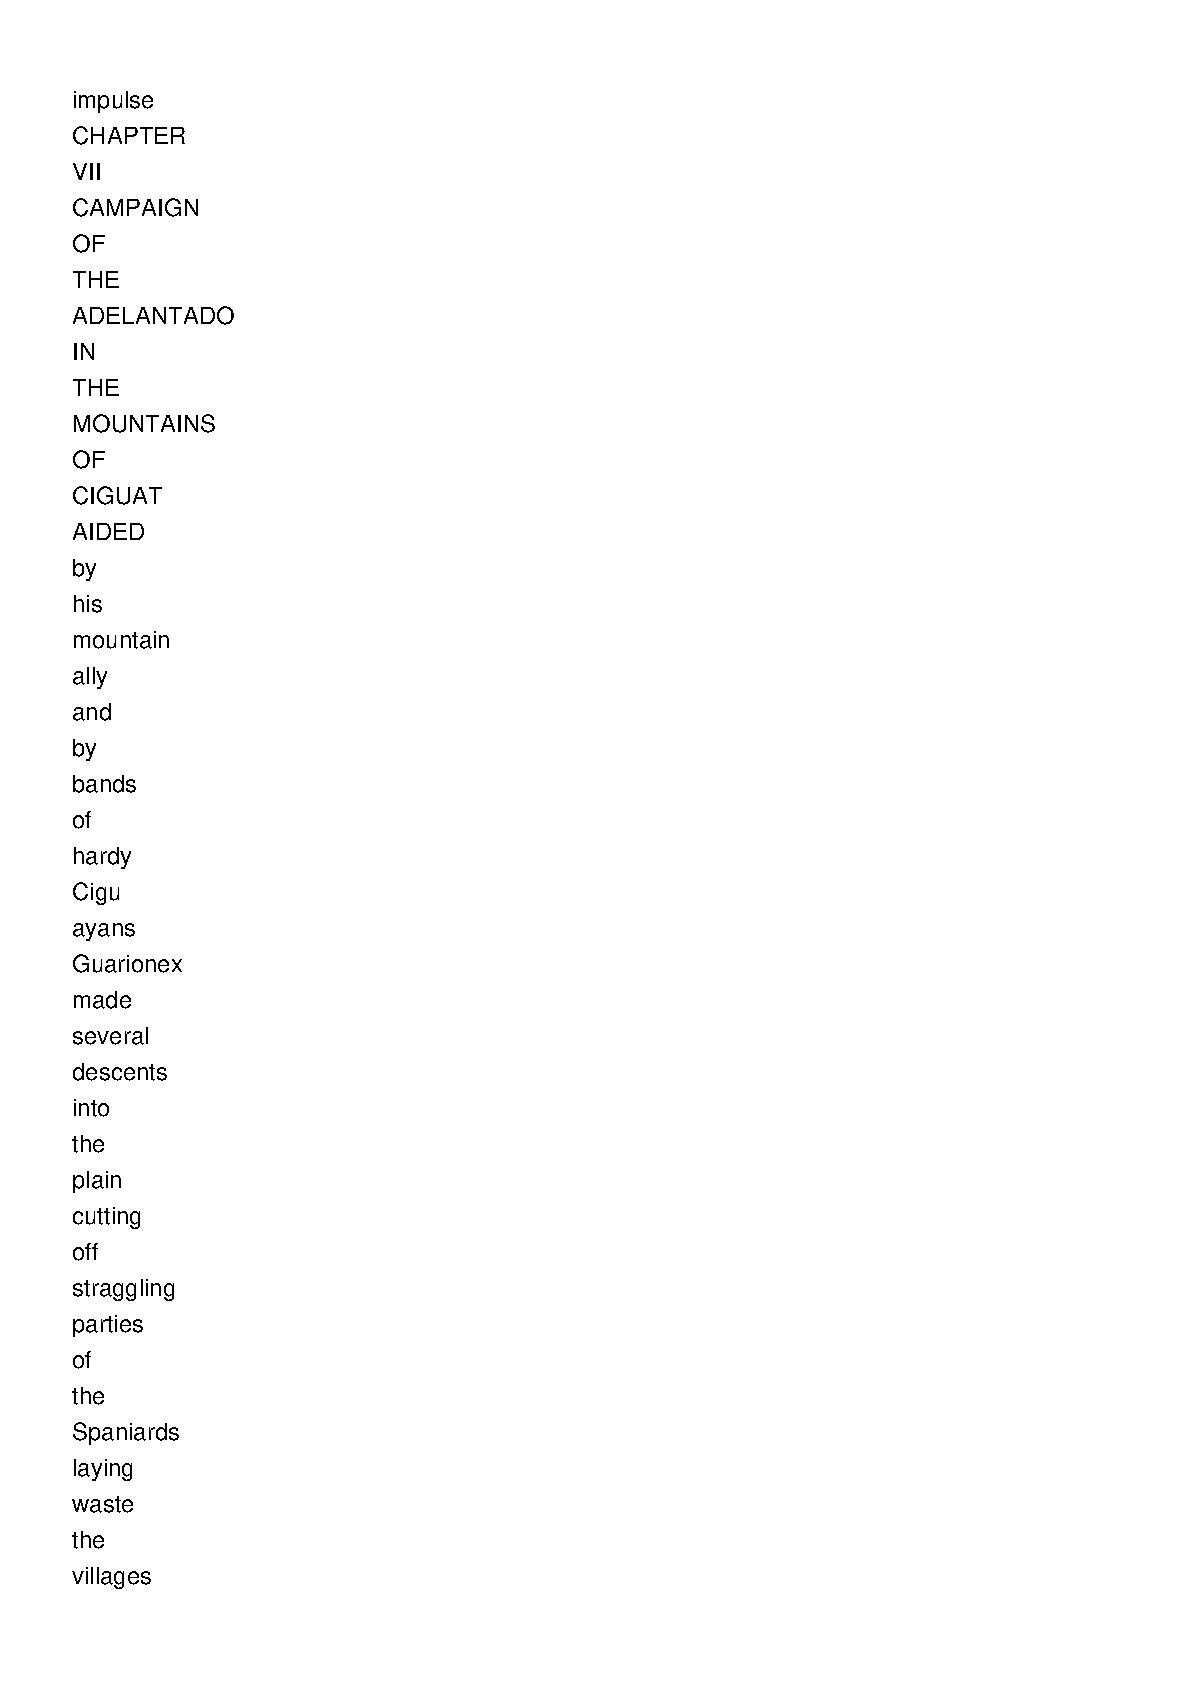 impulse
CHAPTER
VII
CAMPAIGN
OF
THE
ADELANTADO
IN
THE
MOUNTAINS
OF
CIGUAT
AIDED
by
his
mountain
ally
and
by
bands
of
hardy
Cigu
ayans
Guarionex
made
several
descents
into
the
plain
cutting
off
straggling
parties
of
the
Spaniards
laying
waste
the
villages